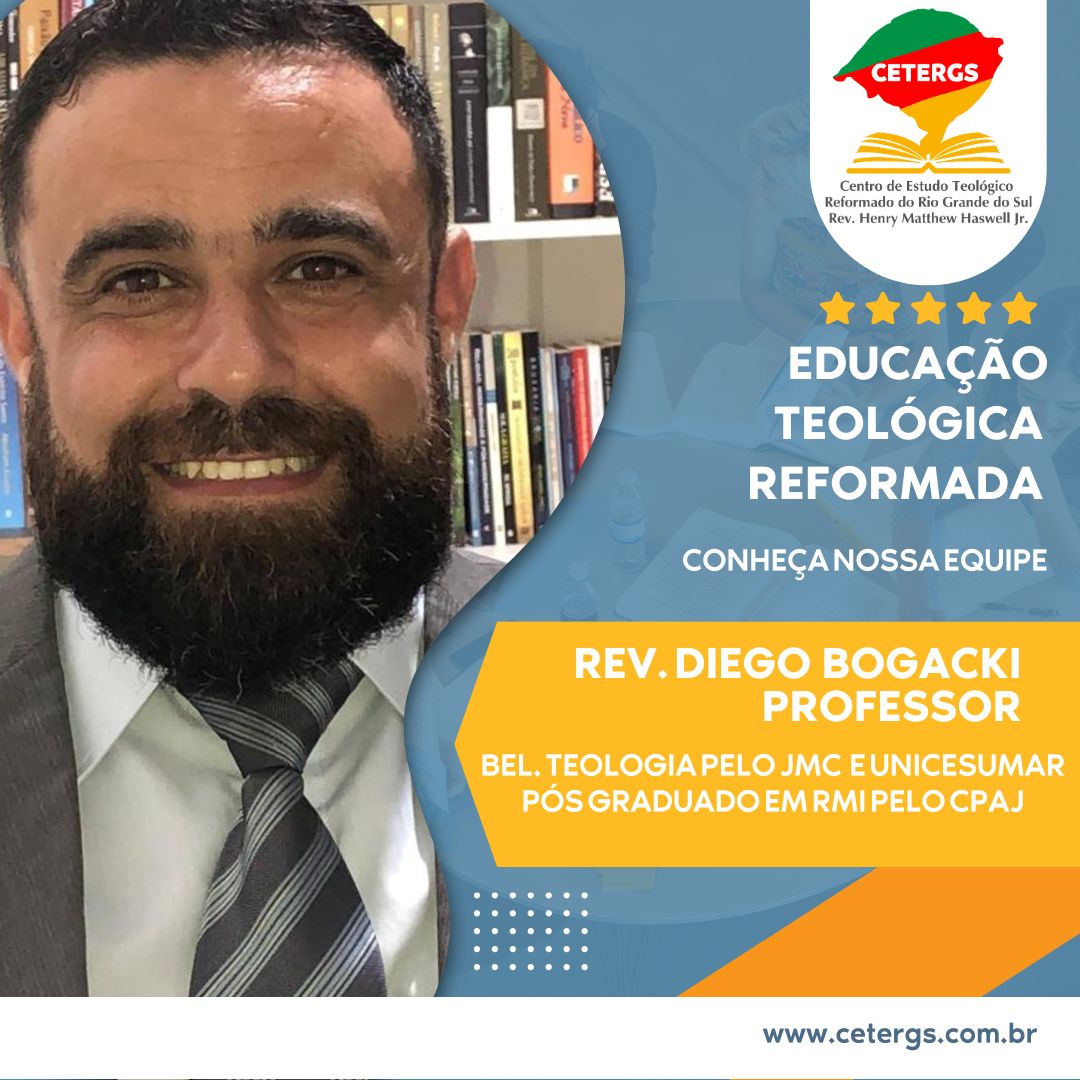 CETERGS
Centro de Estudo Teológico
Reformado do Rio Grande do Sul
Rev. Henry Matthew Haswell Jr.
EDUCAÇÃO
TEOLÓGICA
REFORMADA
CONHEÇA NOSSA EQUIPE
REV. DIEGO BOGACKI
PROFESSOR
BEL. TEOLOGIA PELO JMC E UNICESUMAR
PÓS GRADUADO EM RMI PELO CPAJ
www.cetergs.com.br